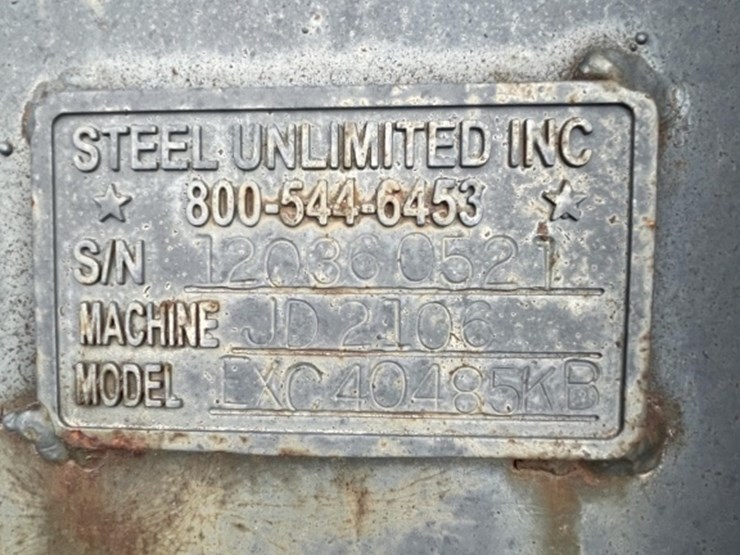 STEEL UNLIMITED INC
800-544-6453
S/N 120360521
MACHINE JD 210G
MODEL EXC40485KB